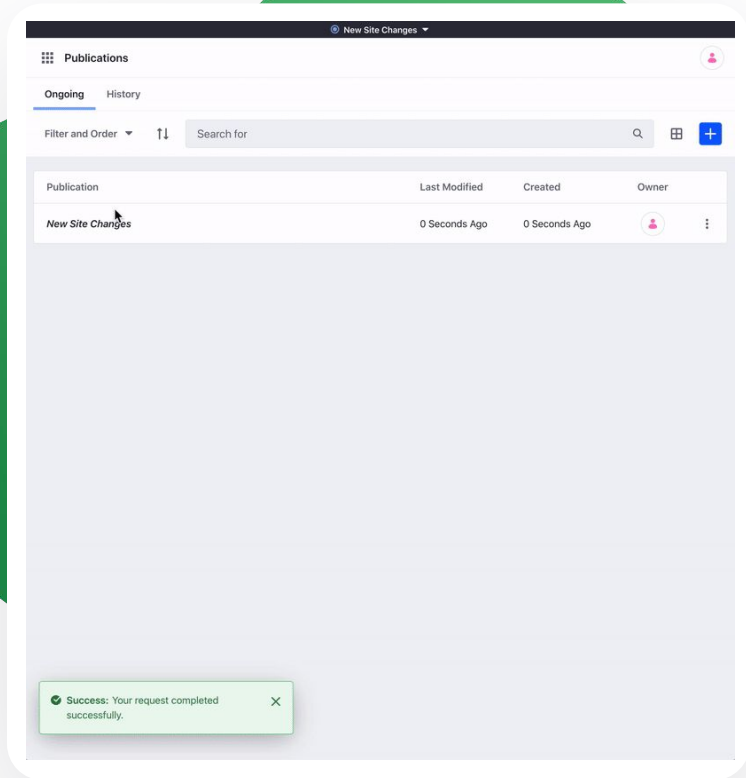 New Site Changes
Publications
Ongoing History
Filter and Order Search for
Publication Last Modified Created Owner
New Site Changes 0 Seconds Ago 0 Seconds Ago
Success: Your request completed
successfully.